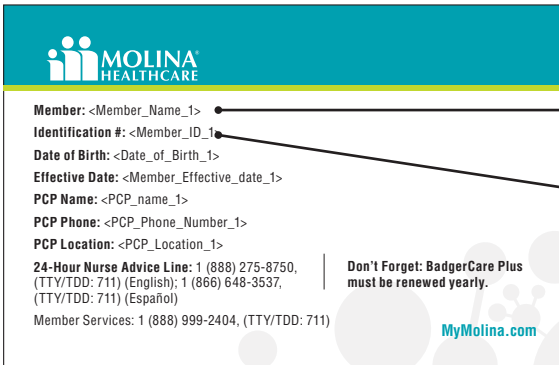 MOLINA®
HEALTHCARE
Member: <Member_Name_1>
Identification #: <Member_ID_1>
Date of Birth: <Date_of_Birth_1>
Effective Date: <Member_Effective_date_1>
PCP Name: <PCP_name_1>
PCP Phone: <PCP_Phone_Number_1>
PCP Location: <PCP_Location_1>
24-Hour Nurse Advice Line: 1 (888) 275-8750,
(TTY/TDD: 711) (English); 1 (866) 648-3537,
(TTY/TDD: 711) (Español)
Member Services: 1 (888) 999-2404, (TTY/TDD: 711)
Don't Forget: BadgerCare Plus
must be renewed yearly.
MyMolina.com